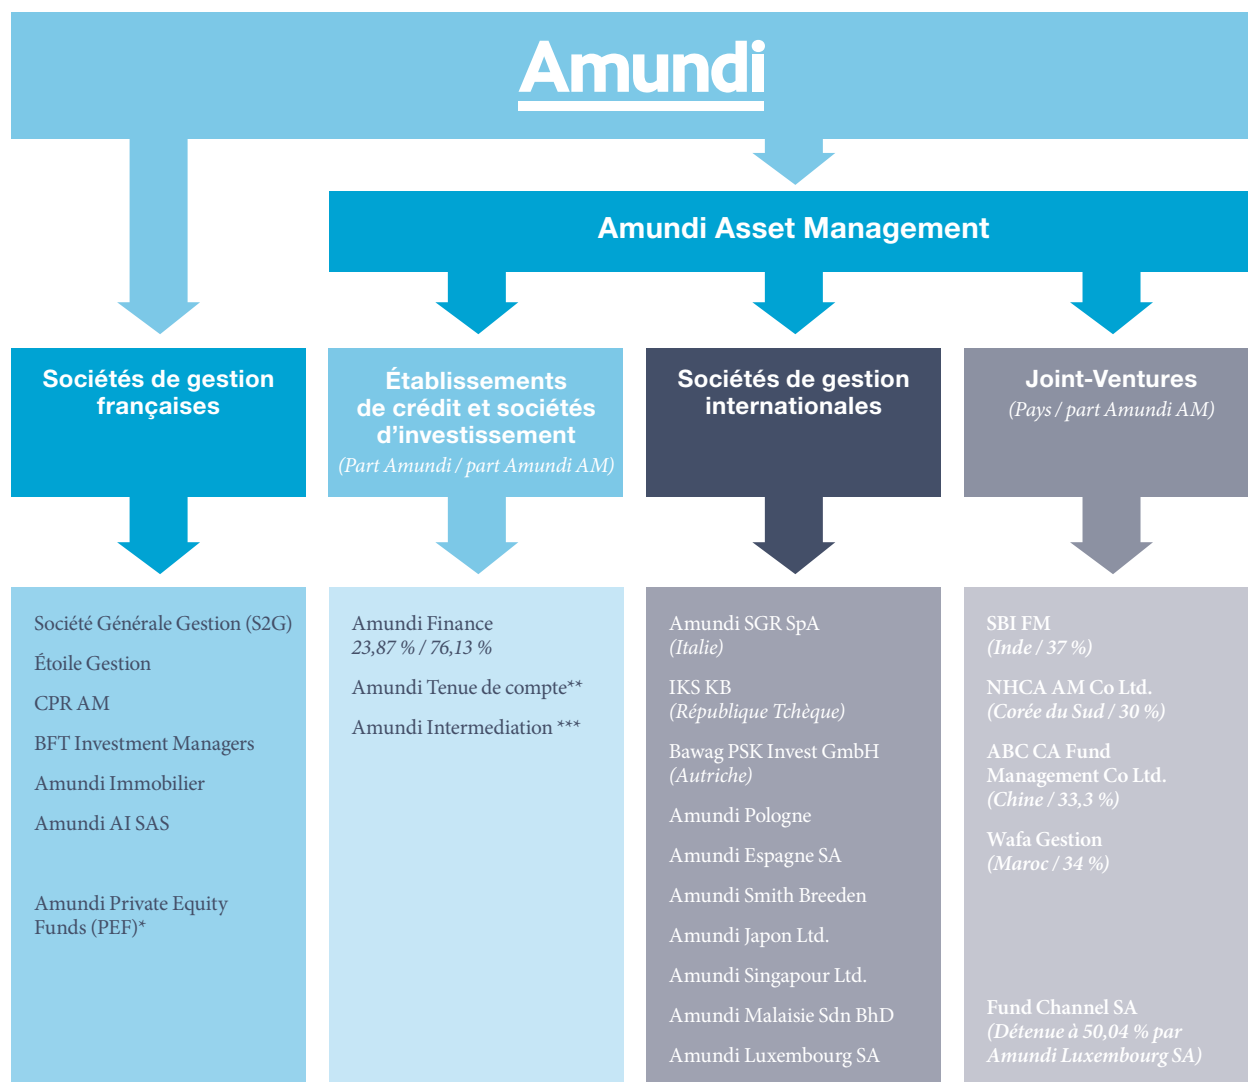 Amundi
Amundi Asset Management
Sociétés de gestion
françaises
Établissements
de crédit et sociétés
d’investissement
(Part Amundi / part Amundi AM)
Sociétés de gestion
internationales
Joint-Ventures
(Pays / part Amundi AM)
Société Générale Gestion (S2G)
Étoile Gestion
CPR AM
BFT Investment Managers
Amundi Immobilier
Amundi AI SAS
Amundi Private Equity
Funds (PEF)*
Amundi Finance
23,87 % / 76,13 %
Amundi Tenue de compte**
Amundi Intermediation ***
Amundi SGR SpA
(Italie)
IKS KB
(République Tchèque)
Bawag PSK Invest GmbH
(Autriche)
Amundi Pologne
Amundi Espagne SA
Amundi Smith Breeden
Amundi Japon Ltd.
Amundi Singapour Ltd.
Amundi Malaisie Sdn BhD
Amundi Luxembourg SA
SBI FM
(Inde / 37 %)
NHCA AM Co Ltd.
(Corée du Sud / 30 %)
ABC CA Fund
Management Co Ltd.
(Chine / 33,3 %)
Wafa Gestion
(Maroc / 34 %)
Fund Channel SA
(Détenue à 50,04 % par
Amundi Luxembourg SA)